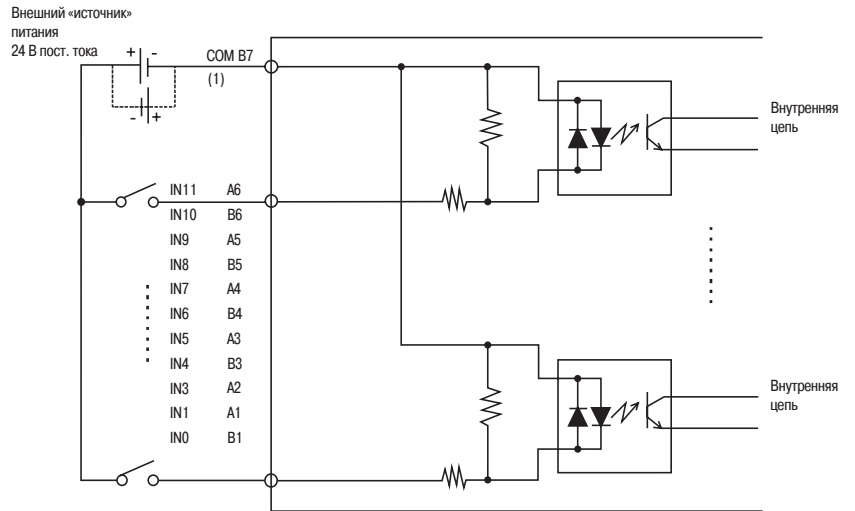 Внешний «источник»
питания
24 В пост. тока
+ -
COM B7
(1)
- +
Внутренняя
цепь
IN11 A6
IN10 B6
IN9 A5
IN8 B5
IN7 A4
IN6 B4
IN5 A3
IN4 B3
IN3 A2
IN1 A1
IN0 B1
Внутренняя
цепь